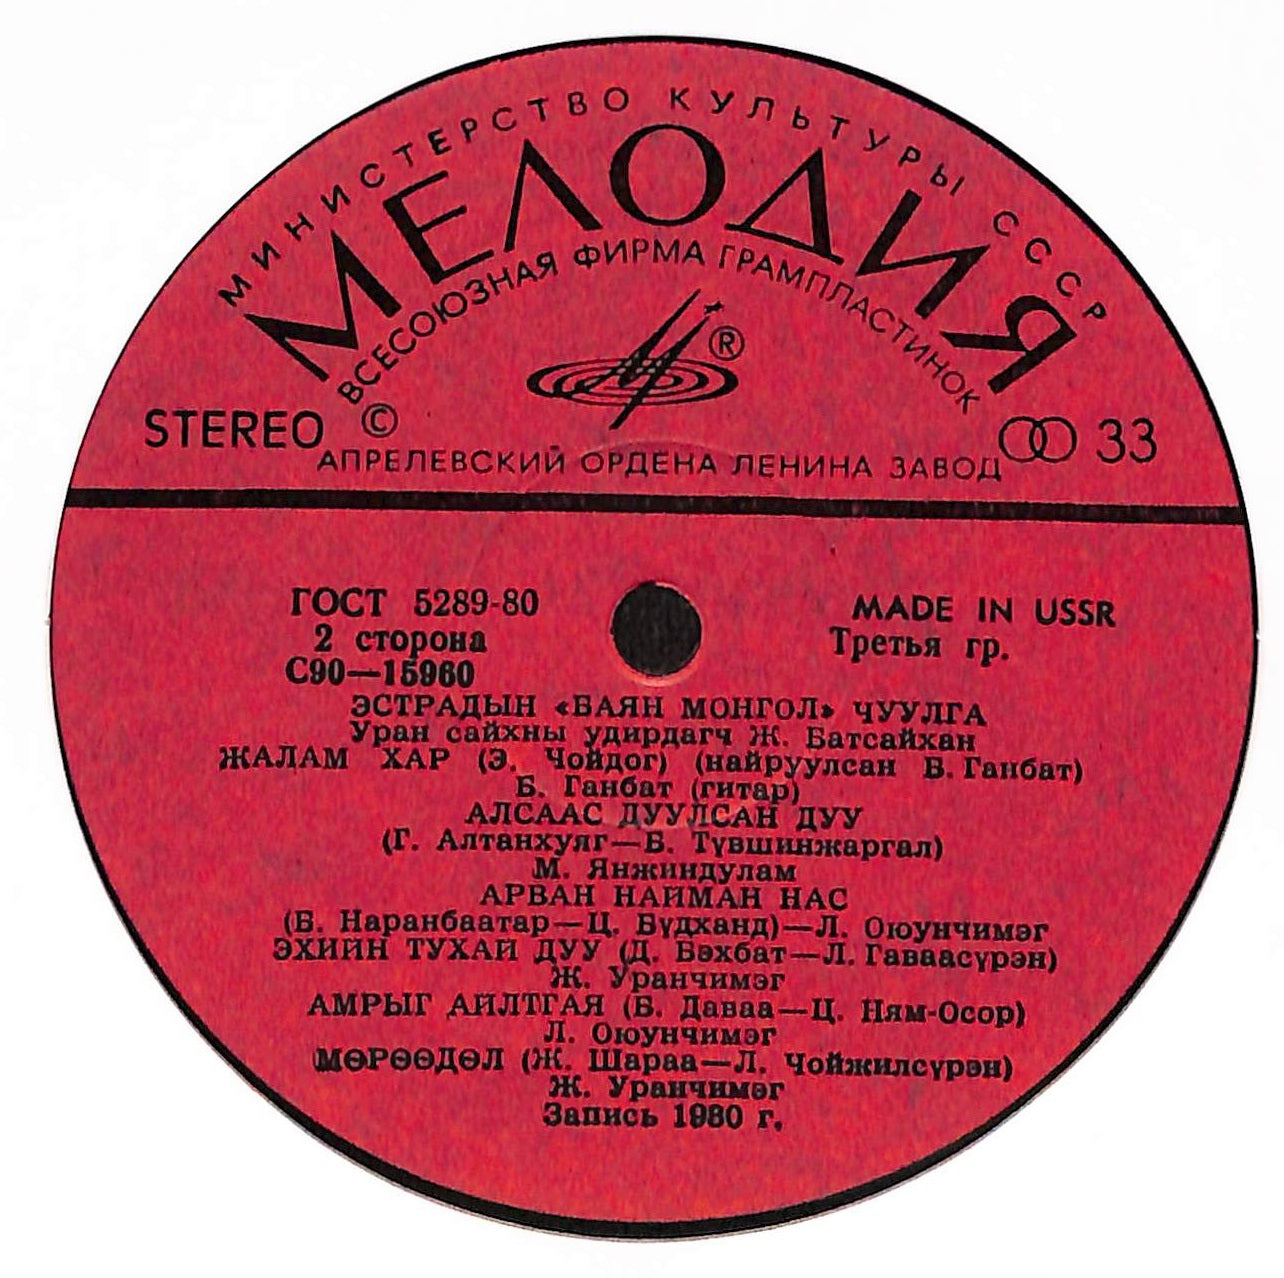 МИНИСТЕРСТВО КУЛЬТУРЫ СССР
МЕЛОДИЯ
ВСЕСОЮЗНАЯ ФИРМА ГРАМПЛАСТИНОК
®
STEREO © 33
АПРЕЛЕВСКИЙ ОРДЕНА ЛЕНИНА ЗАВОД
ГОСТ 5289-80 MADE IN USSR
2 сторона Третья гр.
С90—15960
ЭСТРАДЫН «БАЯН МОНГОЛ» ЧУУЛГА
Уран сайхны удирдагч Ж. Батсайхан
ЖАЛАМ ХАР (Э. Чойдог) (найруулсан Б. Ганбат)
Б. Ганбат (гитар)
АЛСААС ДУУЛСАН ДУУ
(Г. Алтанхуяг—Б. Түвшинжаргал)
М. Янжиндулам
АРВАН НАЙМАН НАС
(Б. Наранбаатар—Ц. Бүдханд)—Л. Оюунчимэг
ЭХИЙН ТУХАЙ ДУУ (Д. Бэхбат—Л. Гаваасүрэн)
Ж. Уранчимэг
АМРЫГ АЙЛТГАЯ (Б. Даваа—Ц. Ням-Осор)
Л. Оюунчимэг
МӨРӨӨДӨЛ (Ж. Шараа—Л. Чойжилсүрэн)
Ж. Уранчимэг
Запись 1980 г.